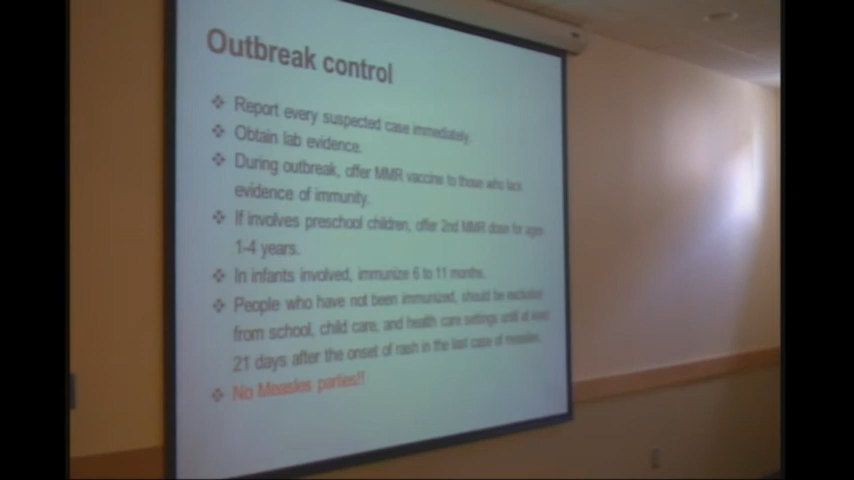 Outbreak control
❖ Report every suspected case immediately.
❖ Obtain lab evidence.
❖ During outbreak, offer MMR vaccine to those who lack
evidence of immunity.
❖ If involves preschool children, offer 2nd MMR dose for ages
1-4 years.
❖ In infants involved, immunize 6 to 11 months.
❖ People who have not been immunized, should be excluded
from school, child care, and health care settings until at least
21 days after the onset of rash in the last case of measles.
❖ No Measles parties!!